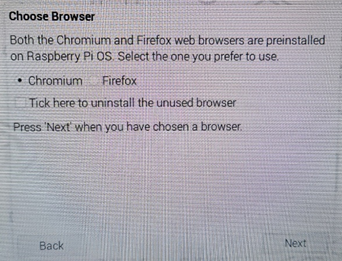 Choose Browser
Both the Chromium and Firefox web browsers are preinstalled
on Raspberry Pi OS. Select the one you prefer to use.
Chromium Firefox
Tick here to uninstall the unused browser
Press 'Next' when you have chosen a browser.
Back Next